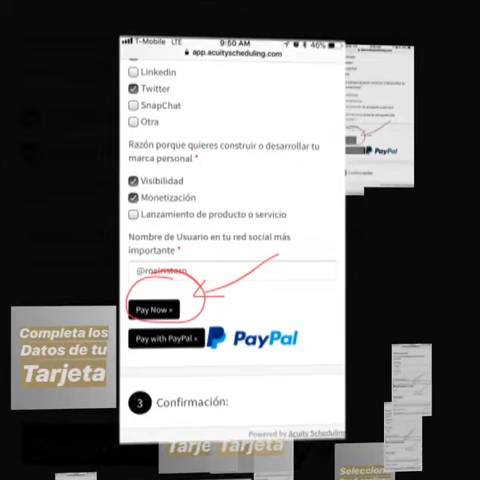 T-Mobile LTE 9:50 AM 46%
app.acuityscheduling.com
Linkedin
Twitter
SnapChat
Otra
Razón porque quieres construir o desarrollar tu
marca personal *
Visibilidad
Monetización
Lanzamiento de producto o servicio
Nombre de Usuario en tu red social más
importante *
Pay Now »
Pay with PayPal »
PayPal
3 Confirmación:
Powered by Acuity Scheduling
PayPal
Completa los
Datos de tu
Tarjeta
Tarjeta